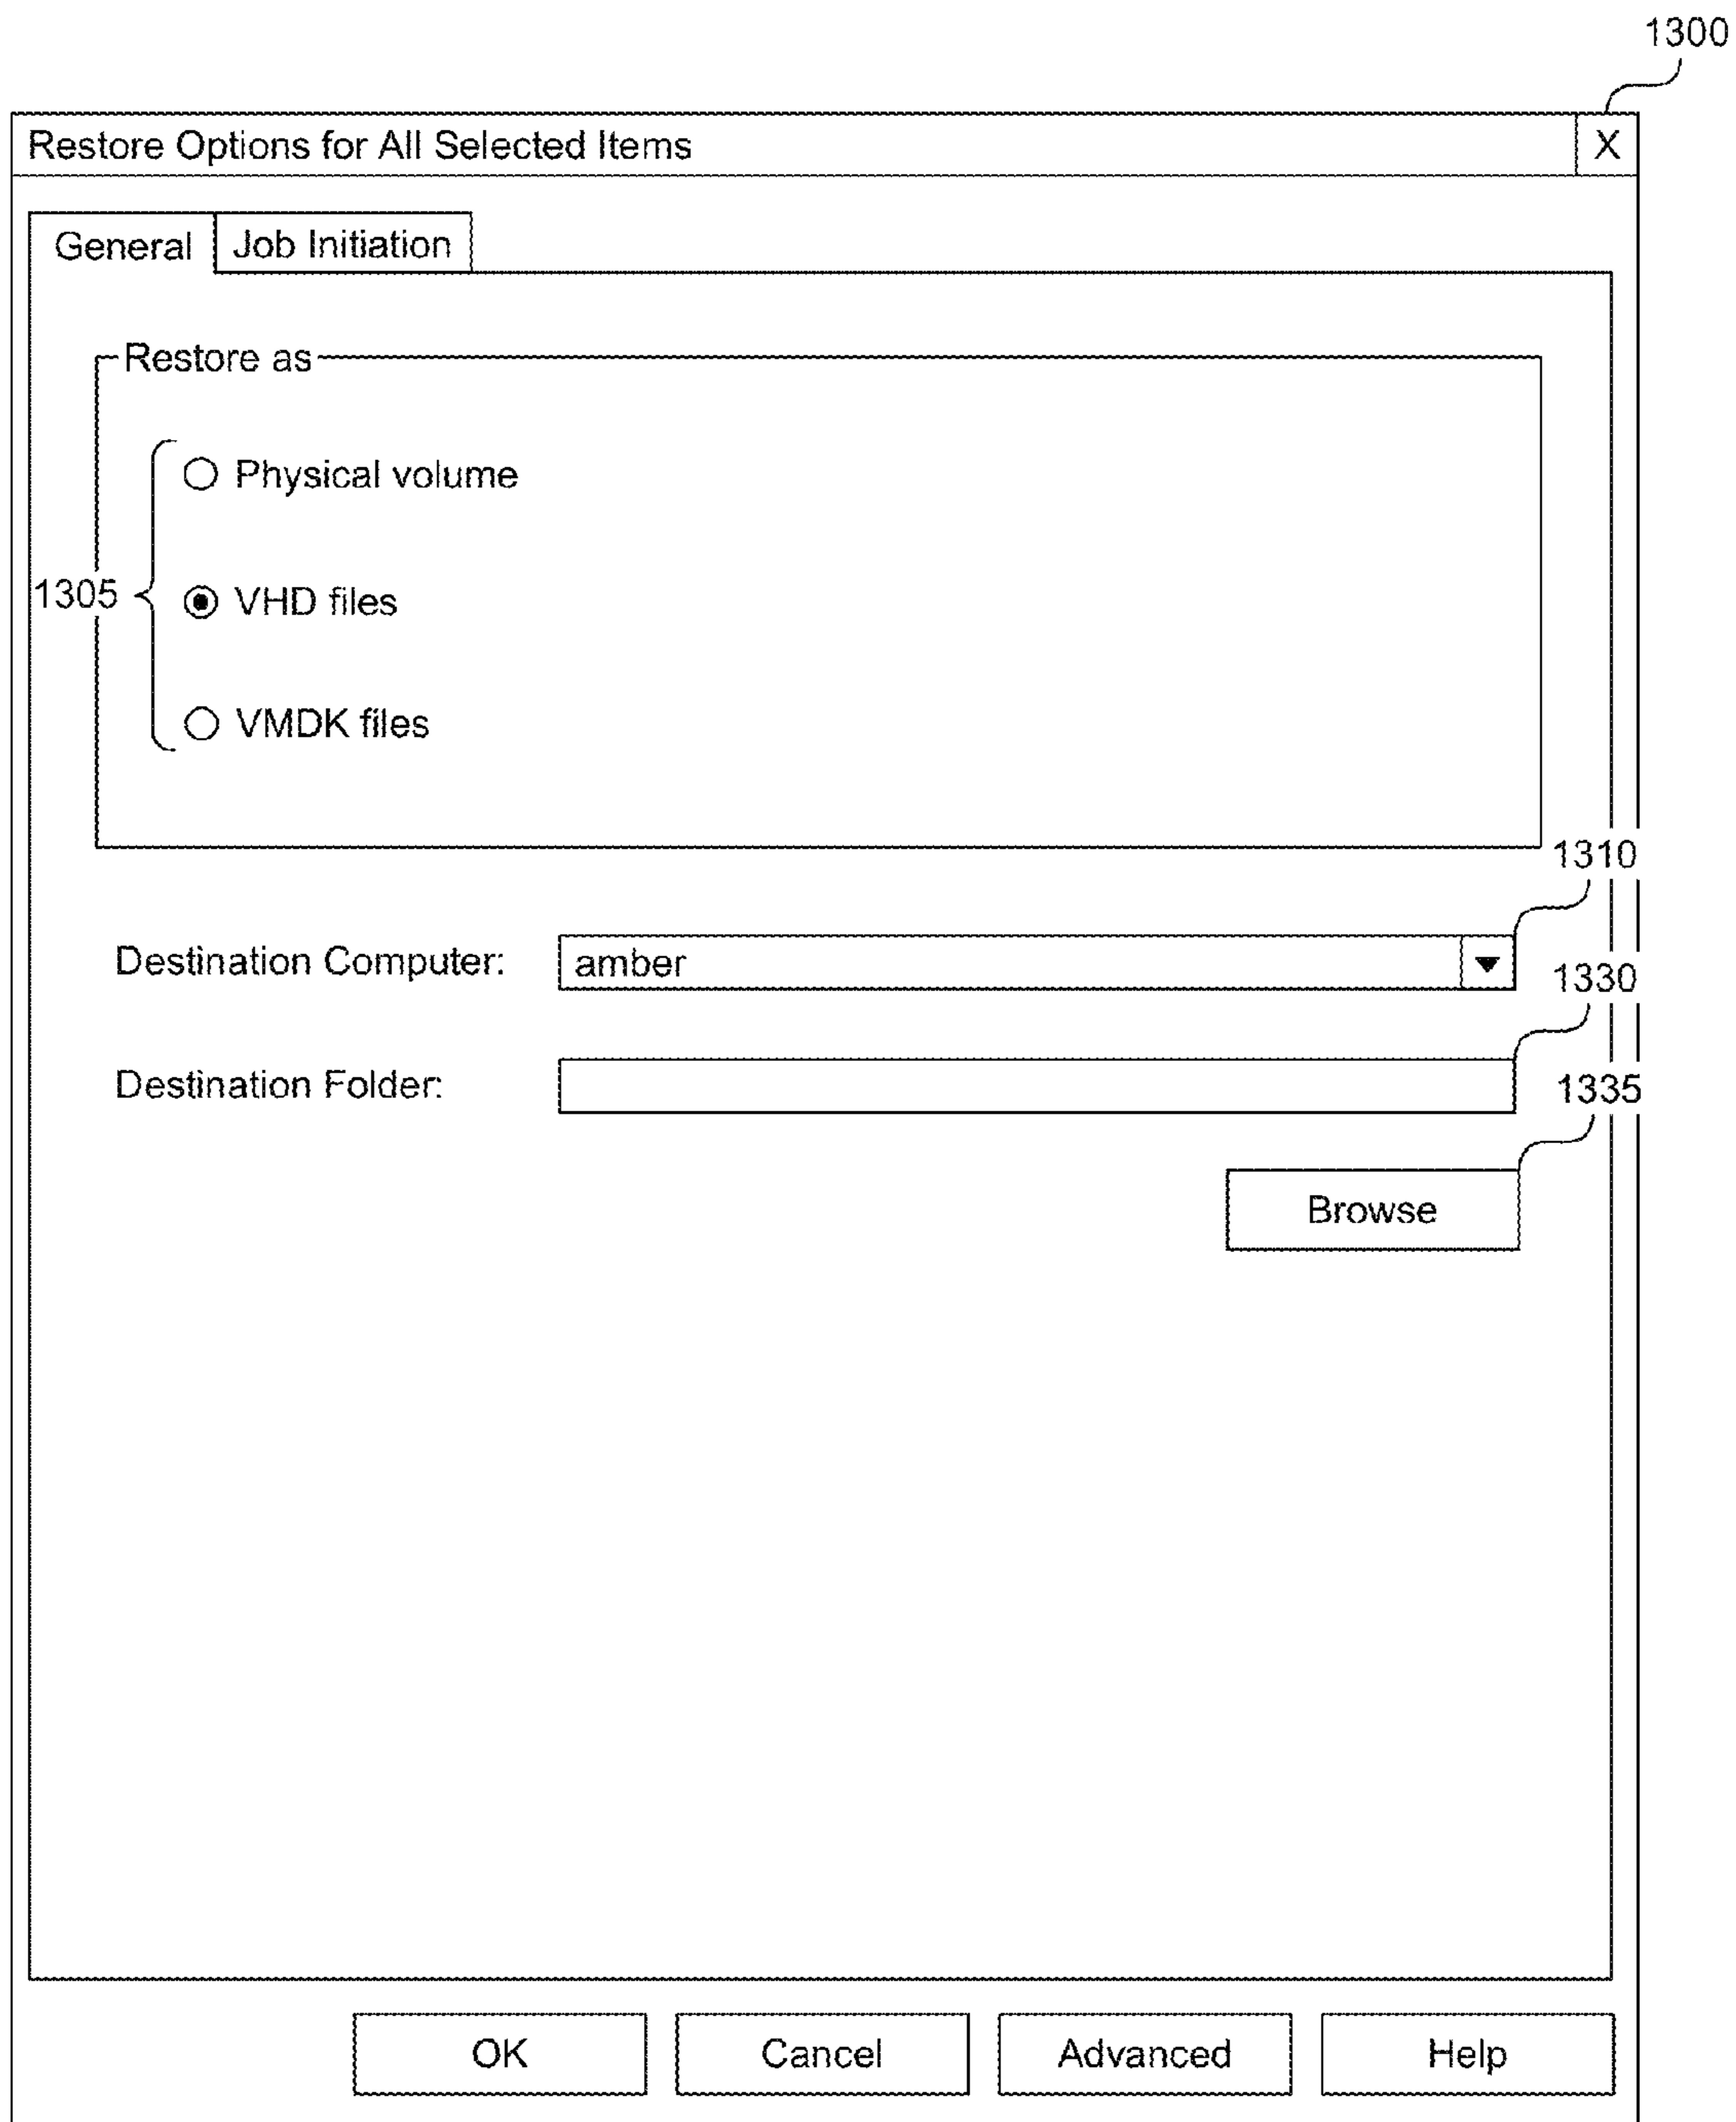 1300
Restore Options for All Selected Items X
General Job Initiation
Restore as
Physical volume
1305 VHD files
VMDK files
1310
Destination Computer: amber
1330
Destination Folder:
1335
Browse
OK Cancel Advanced Help